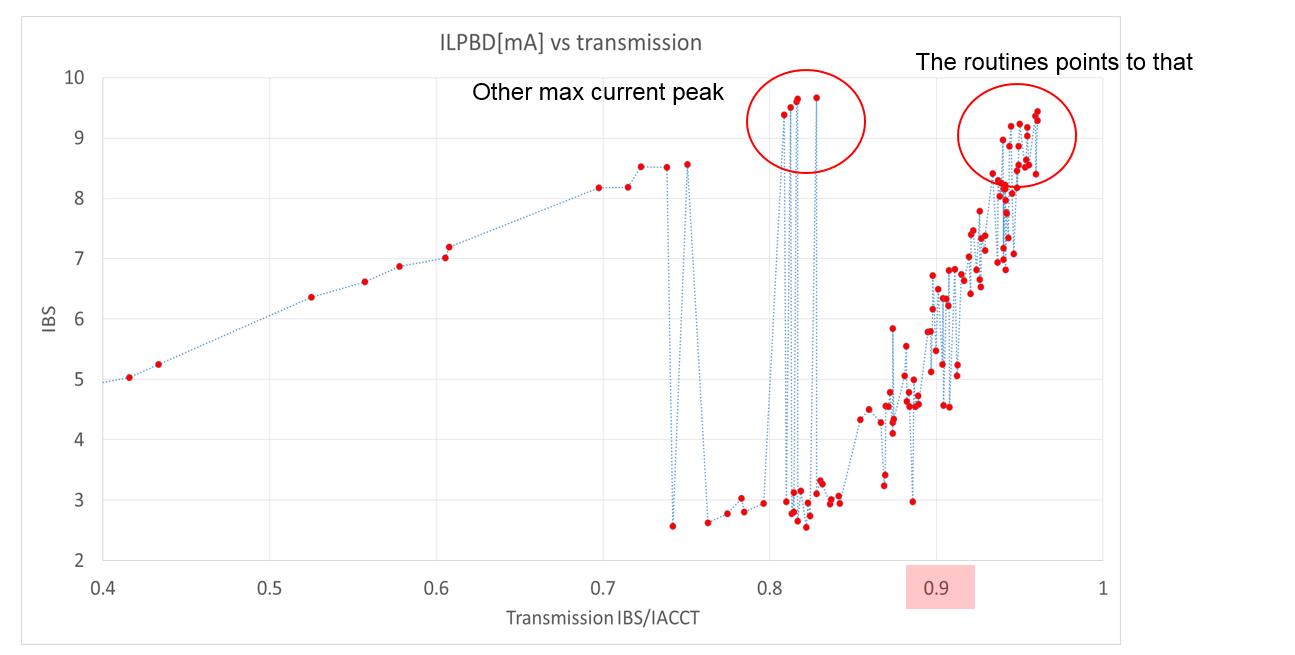 ILPBD[mA] vs transmission
The routines points to that
Other max current peak
10
9
8
7
6
5
4
3
2
IBS
0.4 0.5 0.6 0.7 0.8 0.9 1
Transmission IBS/IACCT